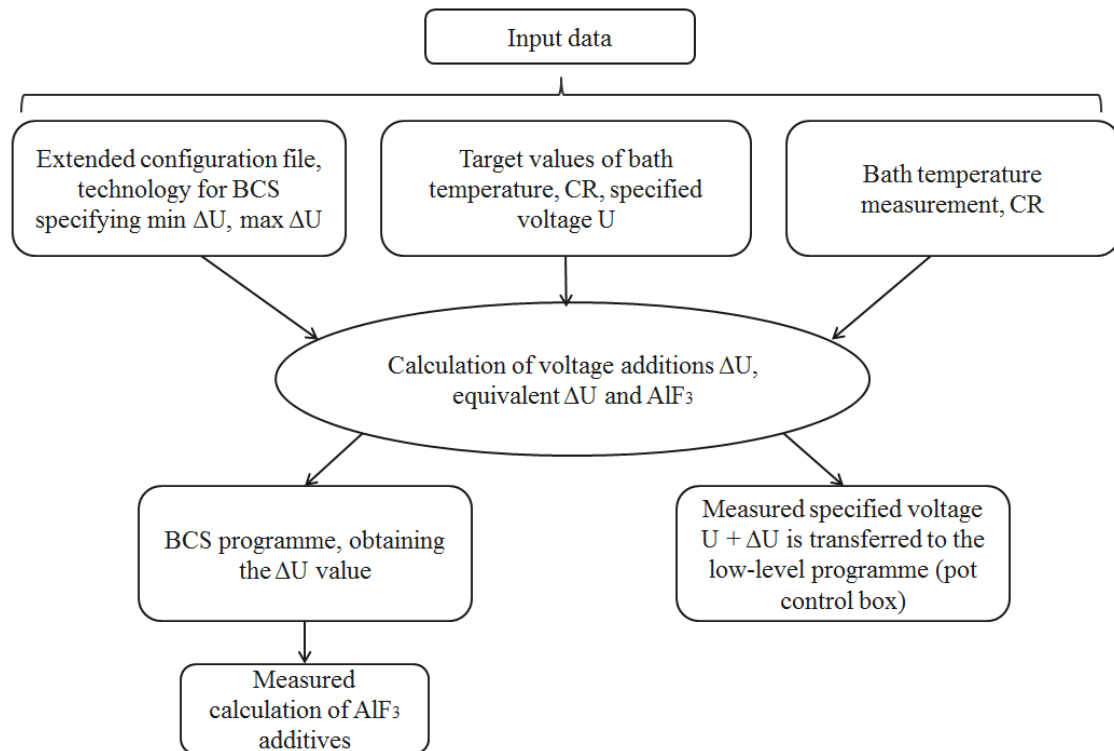 Input data
Extended configuration file,
technology for BCS
specifying min ΔU, max ΔU
Target values of bath
temperature, CR, specified
voltage U
Bath temperature
measurement, CR
Calculation of voltage additions ΔU,
equivalent ΔU and AlF₃
BCS programme, obtaining
the ΔU value
Measured specified voltage
U + ΔU is transferred to the
low-level programme (pot
control box)
Measured
calculation of AlF₃
additives